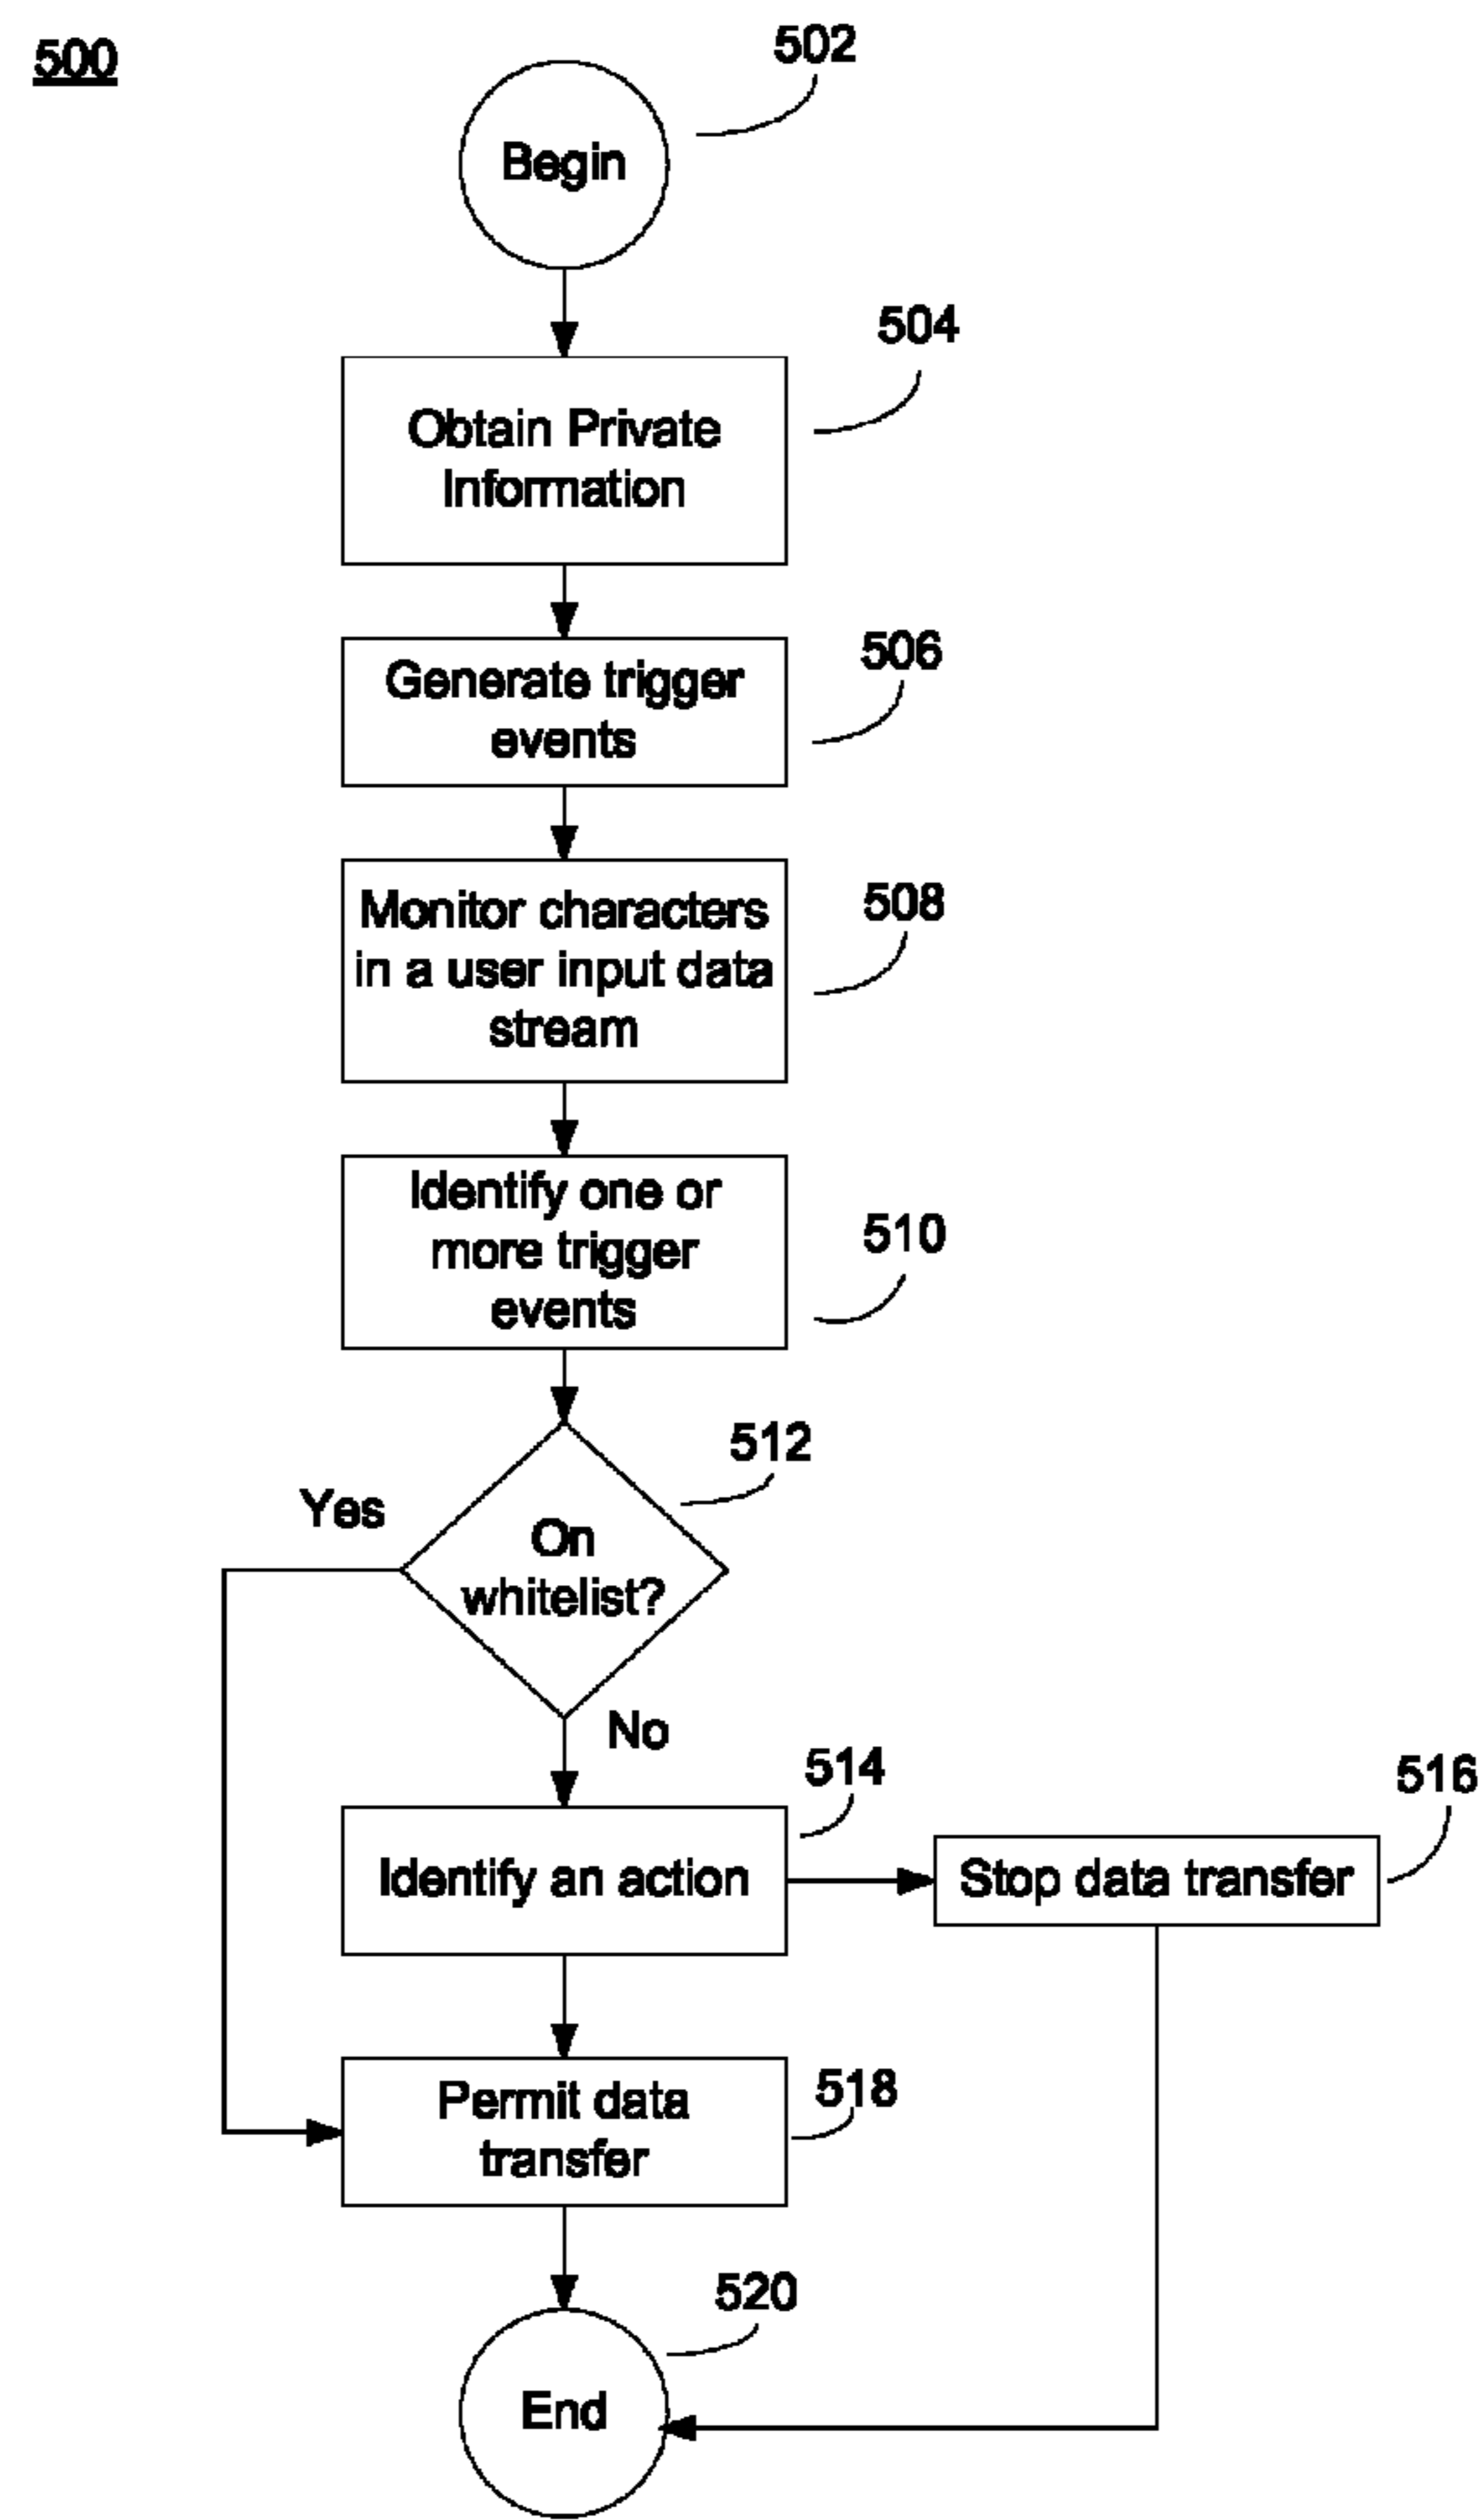 500
502
Begin
504
Obtain Private
Information
506
Generate trigger
events
508
Monitor characters
in a user input data
stream
510
Identify one or
more trigger
events
512
Yes
On
whitelist?
No
514
516
Identify an action
Stop data transfer
518
Permit data
transfer
520
End